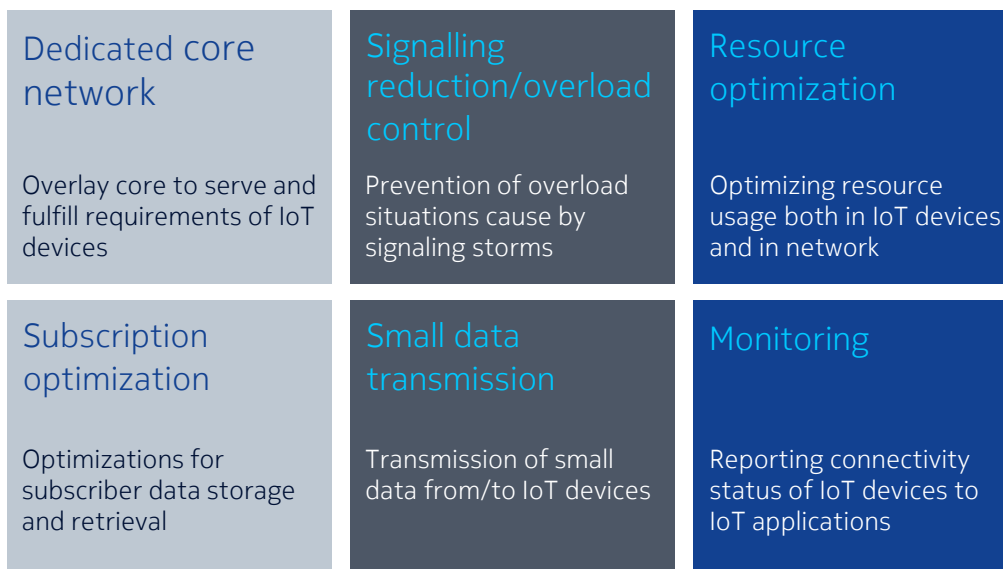 Dedicated core
network
Overlay core to serve and
fulfill requirements of IoT
devices
Signalling
reduction/overload
control
Prevention of overload
situations cause by
signaling storms
Resource
optimization
Optimizing resource
usage both in IoT devices
and in network
Subscription
optimization
Optimizations for
subscriber data storage
and retrieval
Small data
transmission
Transmission of small
data from/to IoT devices
Monitoring
Reporting connectivity
status of IoT devices to
IoT applications